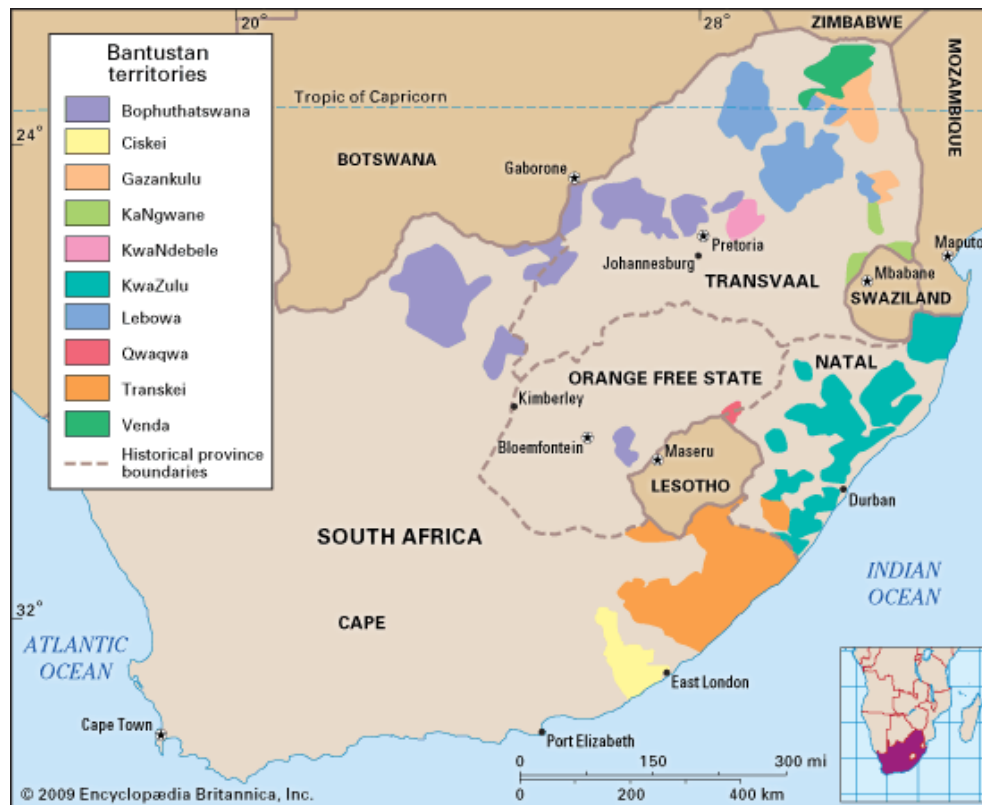 20°
28°
ZIMBABWE
MOZAMBIQUE
Bantustan
territories
Bophuthatswana
Ciskei
Gazankulu
KaNgwane
KwaNdebele
KwaZulu
Lebowa
Qwaqwa
Transkei
Venda
Historical province
boundaries
Tropic of Capricorn
24°
BOTSWANA
Gaborone
Pretoria
Johannesburg
TRANSVAAL
Maputo
Mbabane
SWAZILAND
NATAL
ORANGE FREE STATE
Kimberley
Bloemfontein
Maseru
LESOTHO
Durban
SOUTH AFRICA
INDIAN
OCEAN
32°
CAPE
ATLANTIC
OCEAN
East London
Cape Town
Port Elizabeth
0 150 300 mi
0 200 400 km
© 2009 Encyclopædia Britannica, Inc.